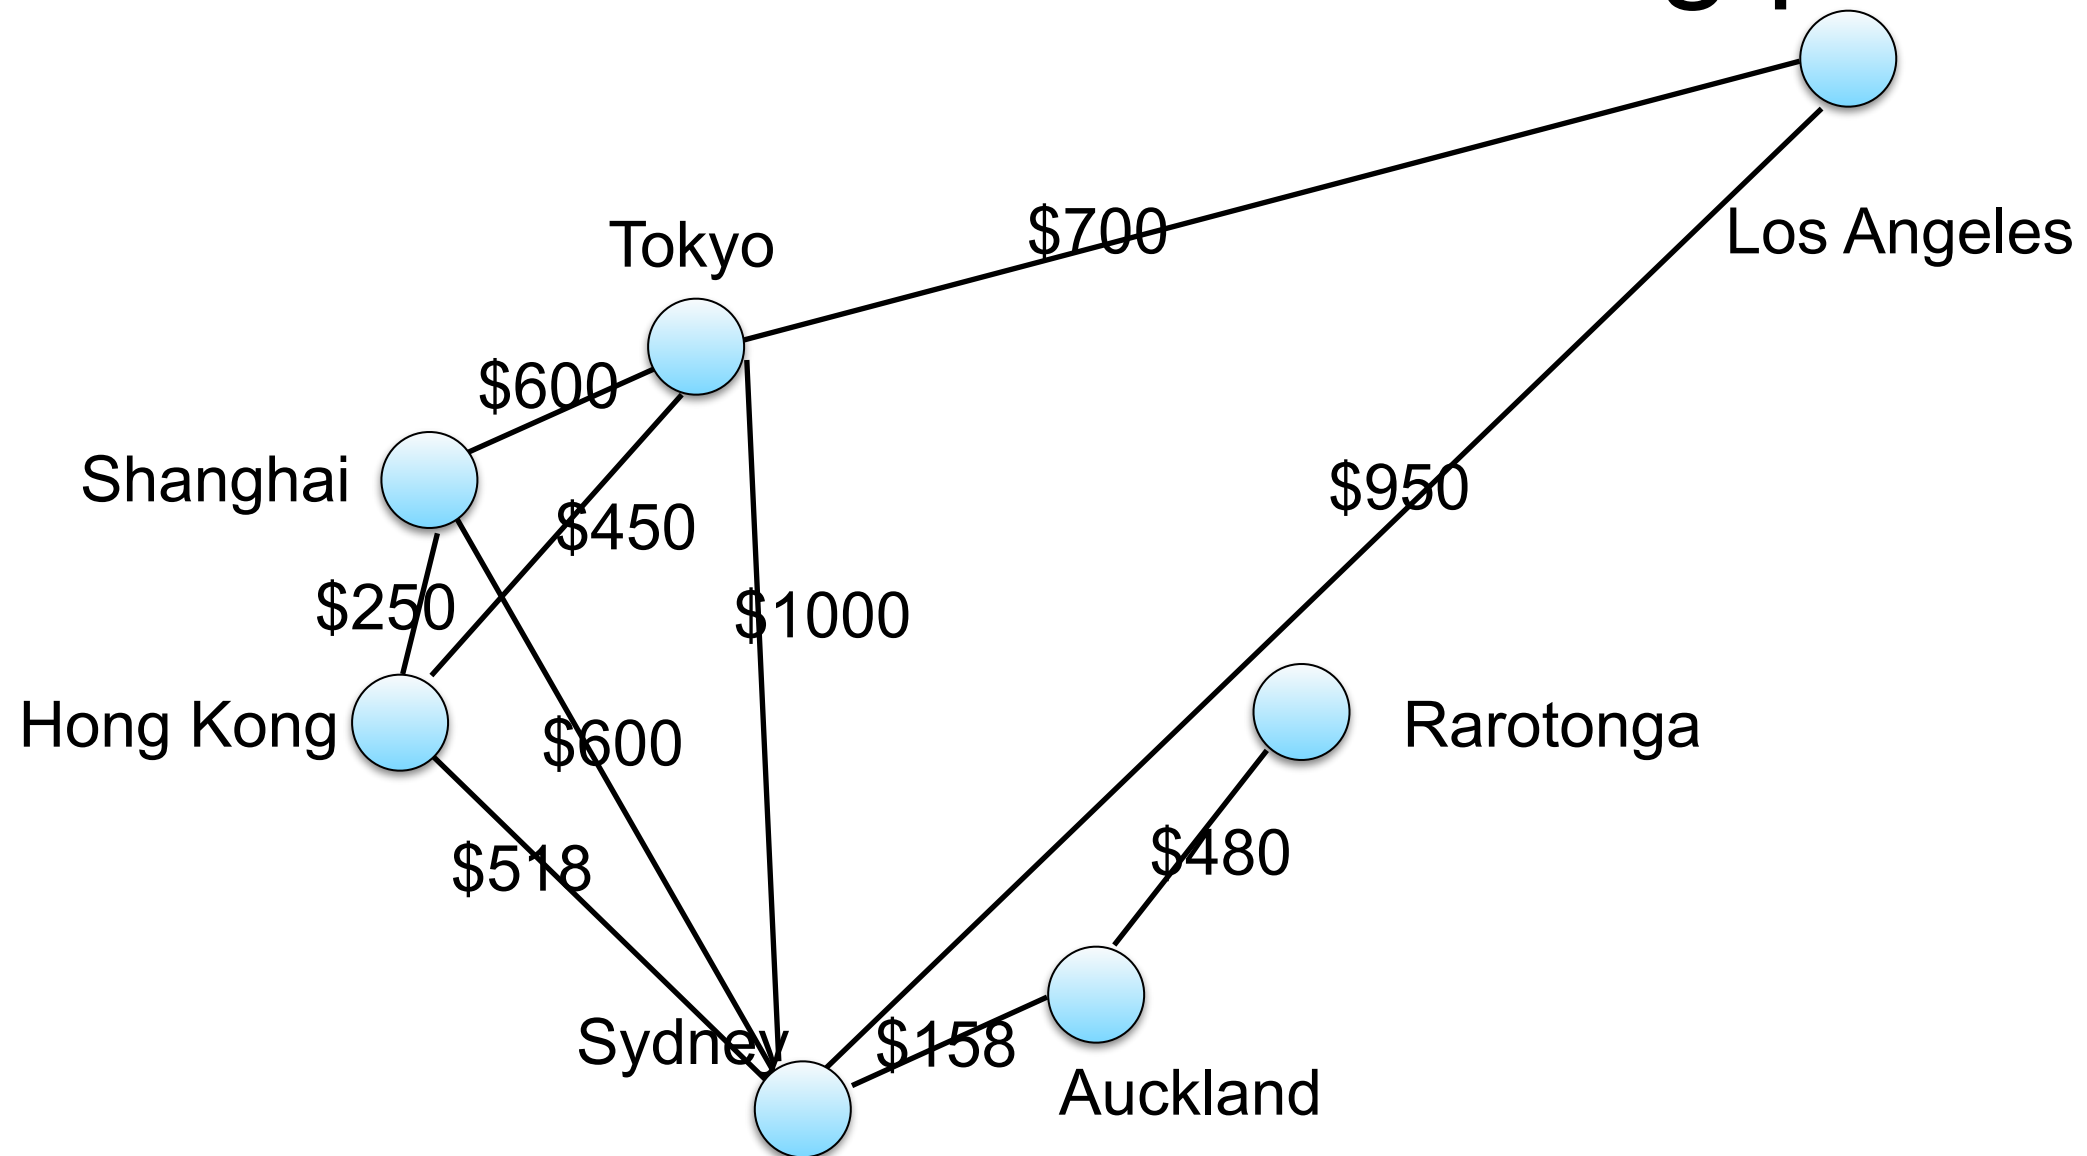 $700
Los Angeles
Tokyo
$600
Shanghai
$450
$950
$250
$1000
Hong Kong
$600
Rarotonga
$518
$480
Sydney
$158
Auckland